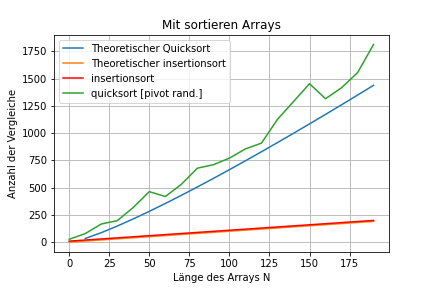 Mit sortieren Arrays
Theoretischer Quicksort
Theoretischer insertionsort
insertionsort
quicksort [pivot rand.]
Anzahl der Vergleiche
1750
1500
1250
1000
750
500
250
0
0 25 50 75 100 125 150 175
Länge des Arrays N